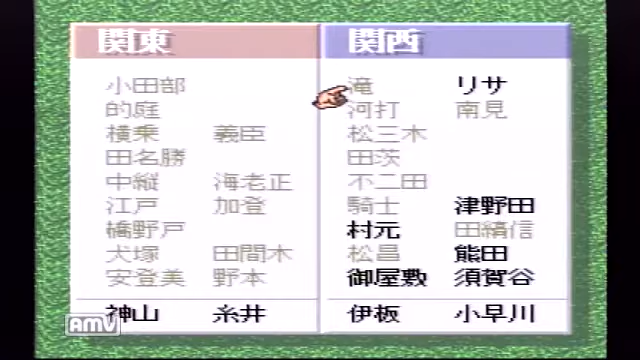 関東 関西
小田部 滝 リサ
的庭 河打 南見
横乗 義臣 松三木
田名勝 田茨
中縦 海老正 不二田
江戸 加登 騎士 津野田
橋野戸 村元 田縞信
犬塚 田間木 松昌 熊田
安登美 野本 御屋敷 須賀谷
神山 糸井 伊板 小早川
AMV